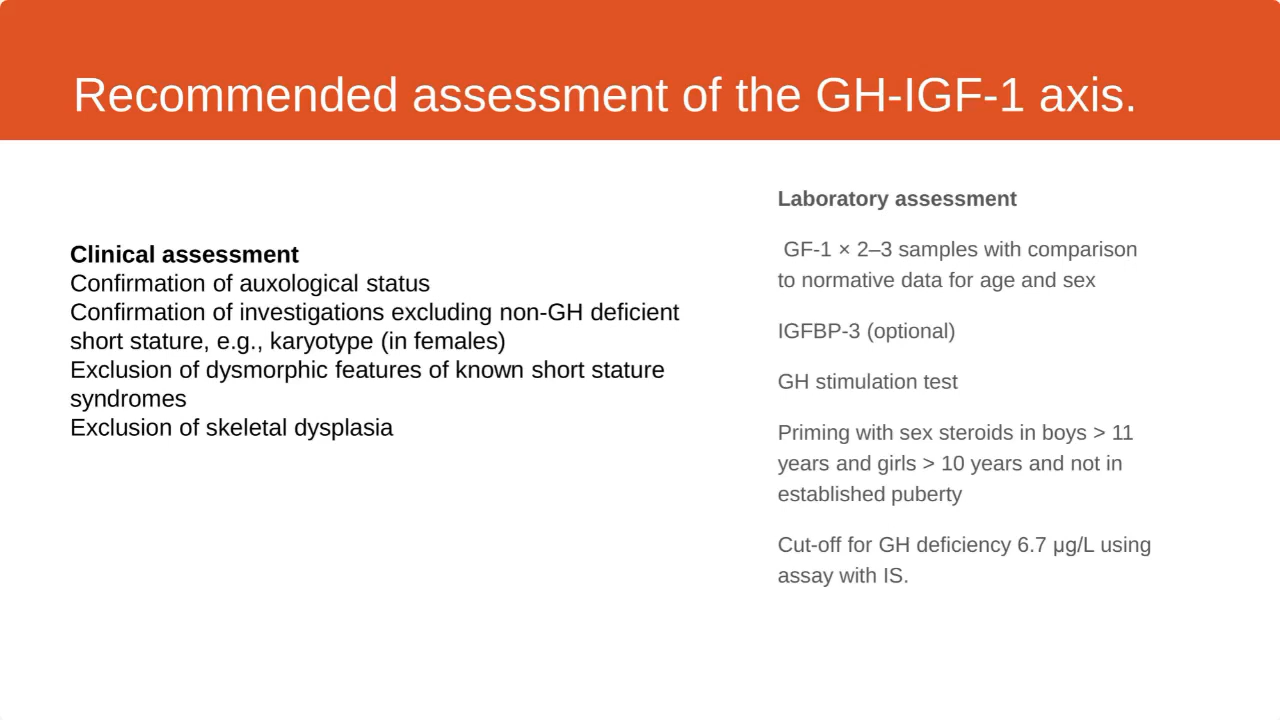 Recommended assessment of the GH-IGF-1 axis.
Clinical assessment
Confirmation of auxological status
Confirmation of investigations excluding non-GH deficient
short stature, e.g., karyotype (in females)
Exclusion of dysmorphic features of known short stature
syndromes
Exclusion of skeletal dysplasia
Laboratory assessment
GF-1 × 2–3 samples with comparison
to normative data for age and sex
IGFBP-3 (optional)
GH stimulation test
Priming with sex steroids in boys > 11
years and girls > 10 years and not in
established puberty
Cut-off for GH deficiency 6.7 μg/L using
assay with IS.